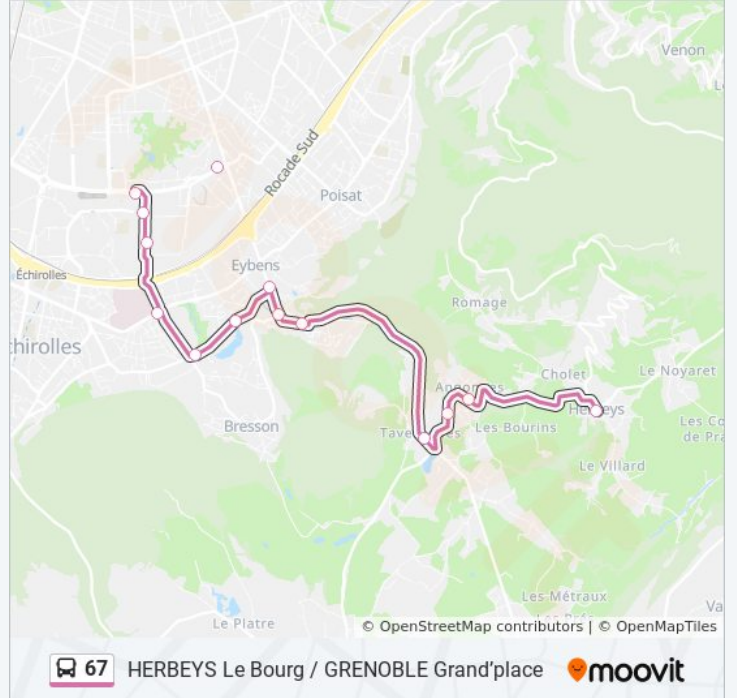 Venon
L
Rocade Sud
Poisat
Échirolles
Eybens
Romage
chirolles
Cholet
Le Noyaret
Herbeys
Bresson
Les Bourins
Les Co
de Pra
Le Villard
Les Métraux
Le Platre
Va
© OpenStreetMap contributors | © OpenMapTiles
67 HERBEYS Le Bourg / GRENOBLE Grand'place moovit